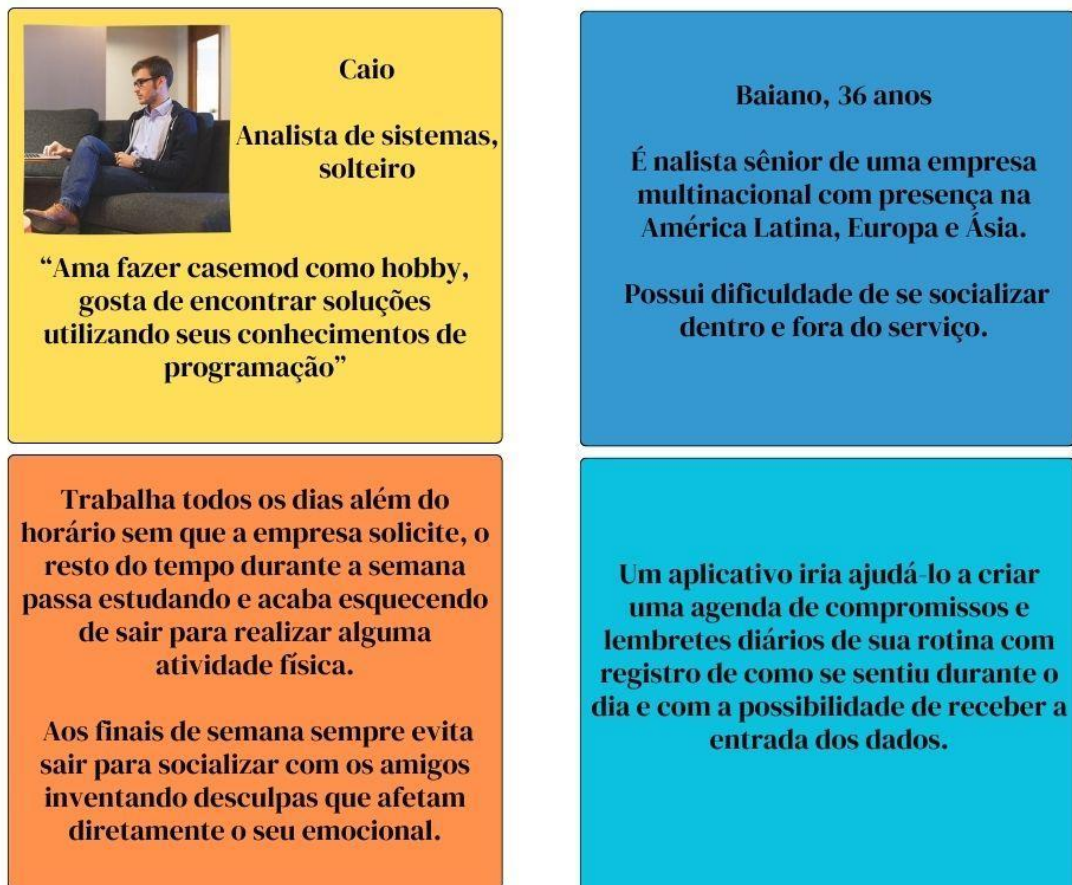 Caio
Analista de sistemas,
solteiro
“Ama fazer casemod como hobby,
gosta de encontrar soluções
utilizando seus conhecimentos de
programação”
Baiano, 36 anos
É nalista sênior de uma empresa
multinacional com presença na
América Latina, Europa e Ásia.
Possui dificuldade de se socializar
dentro e fora do serviço.
Trabalha todos os dias além do
horário sem que a empresa solicite, o
resto do tempo durante a semana
passa estudando e acaba esquecendo
de sair para realizar alguma
atividade física.
Aos finais de semana sempre evita
sair para socializar com os amigos
inventando desculpas que afetam
diretamente o seu emocional.
Um aplicativo iria ajudá-lo a criar
uma agenda de compromissos e
lembretes diários de sua rotina com
registro de como se sentiu durante o
dia e com a possibilidade de receber a
entrada dos dados.